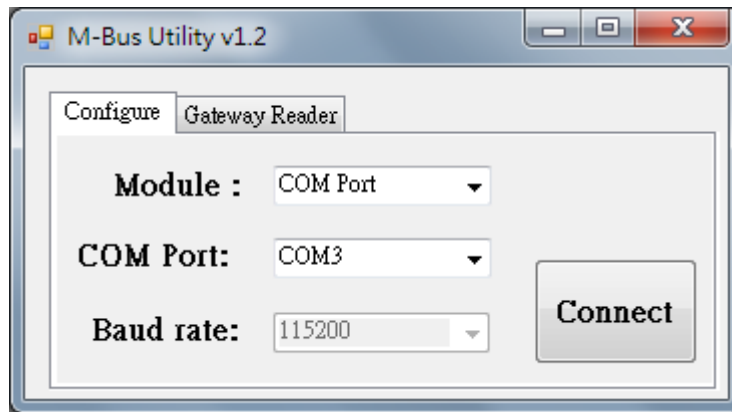 M-Bus Utility v1.2
Configure Gateway Reader
Module : COM Port
COM Port: COM3
Baud rate: 115200
Connect